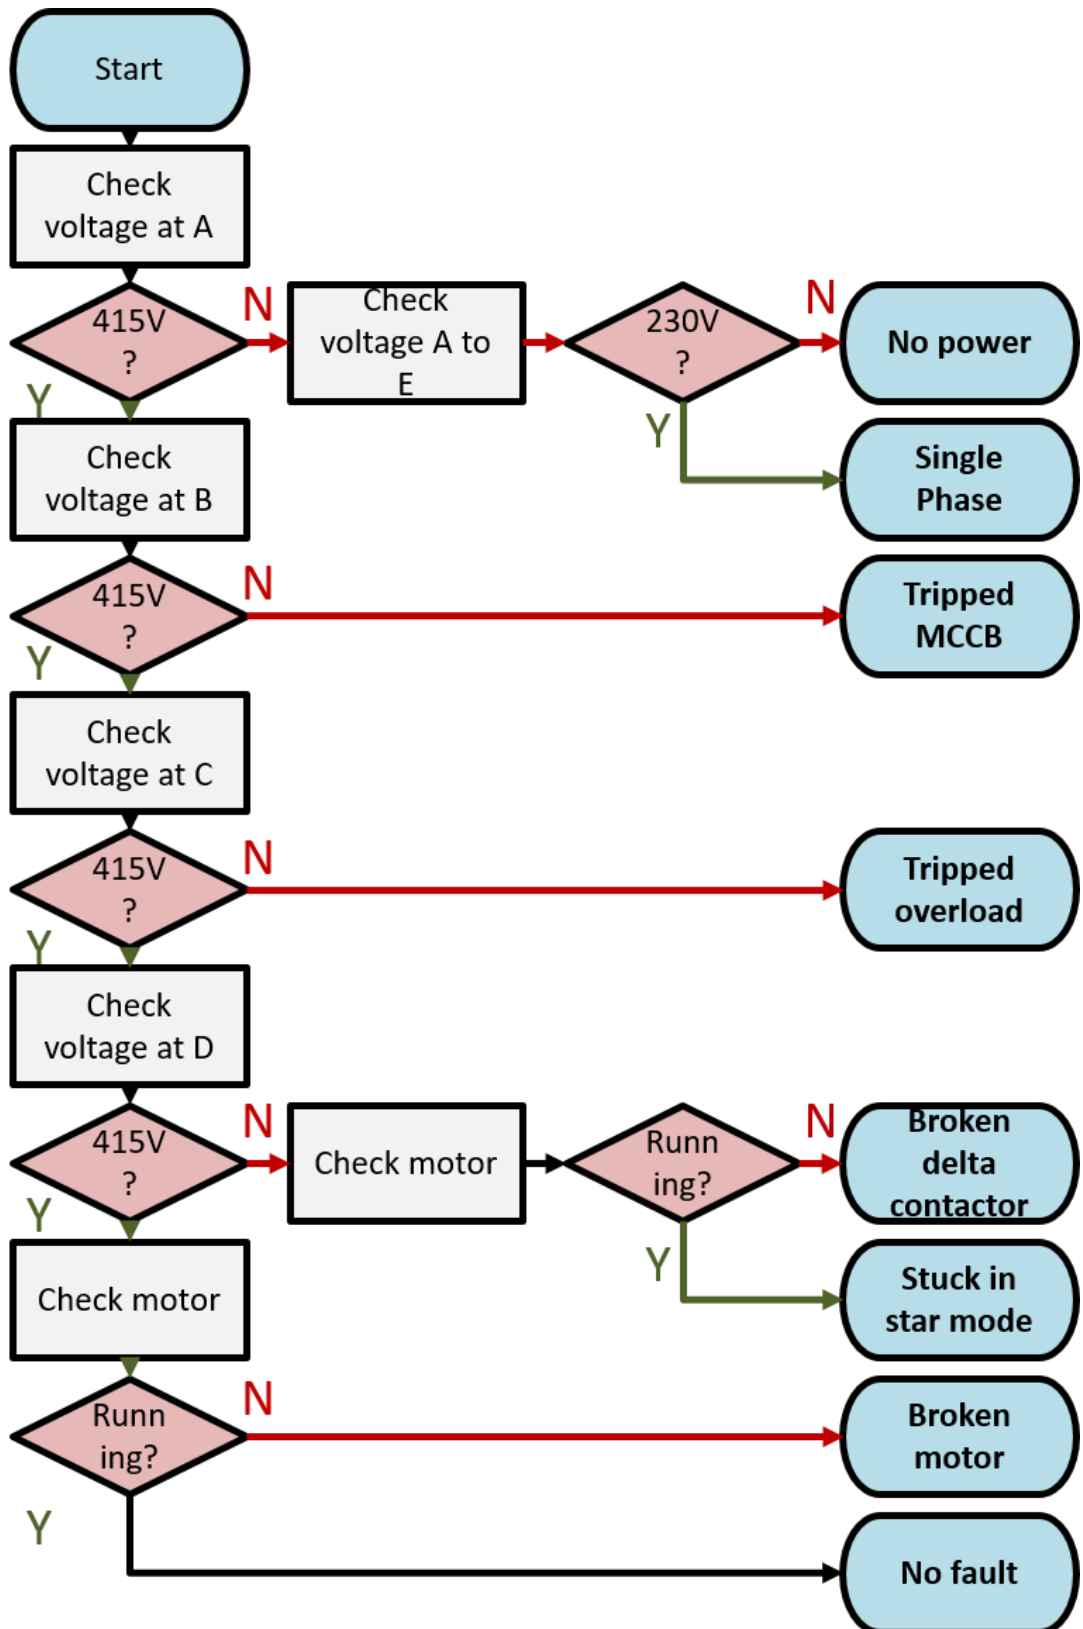 Start
Check
voltage at A
415V
?
N
Check
voltage A to
E
230V
?
N
No power
Y
Y
Single
Phase
Check
voltage at B
415V
?
N
Tripped
MCCB
Y
Check
voltage at C
415V
?
N
Tripped
overload
Y
Check
voltage at D
415V
?
N
Check motor
Runn
ing?
N
Broken
delta
contactor
Y
Y
Stuck in
star mode
Check motor
Runn
ing?
N
Broken
motor
Y
No fault